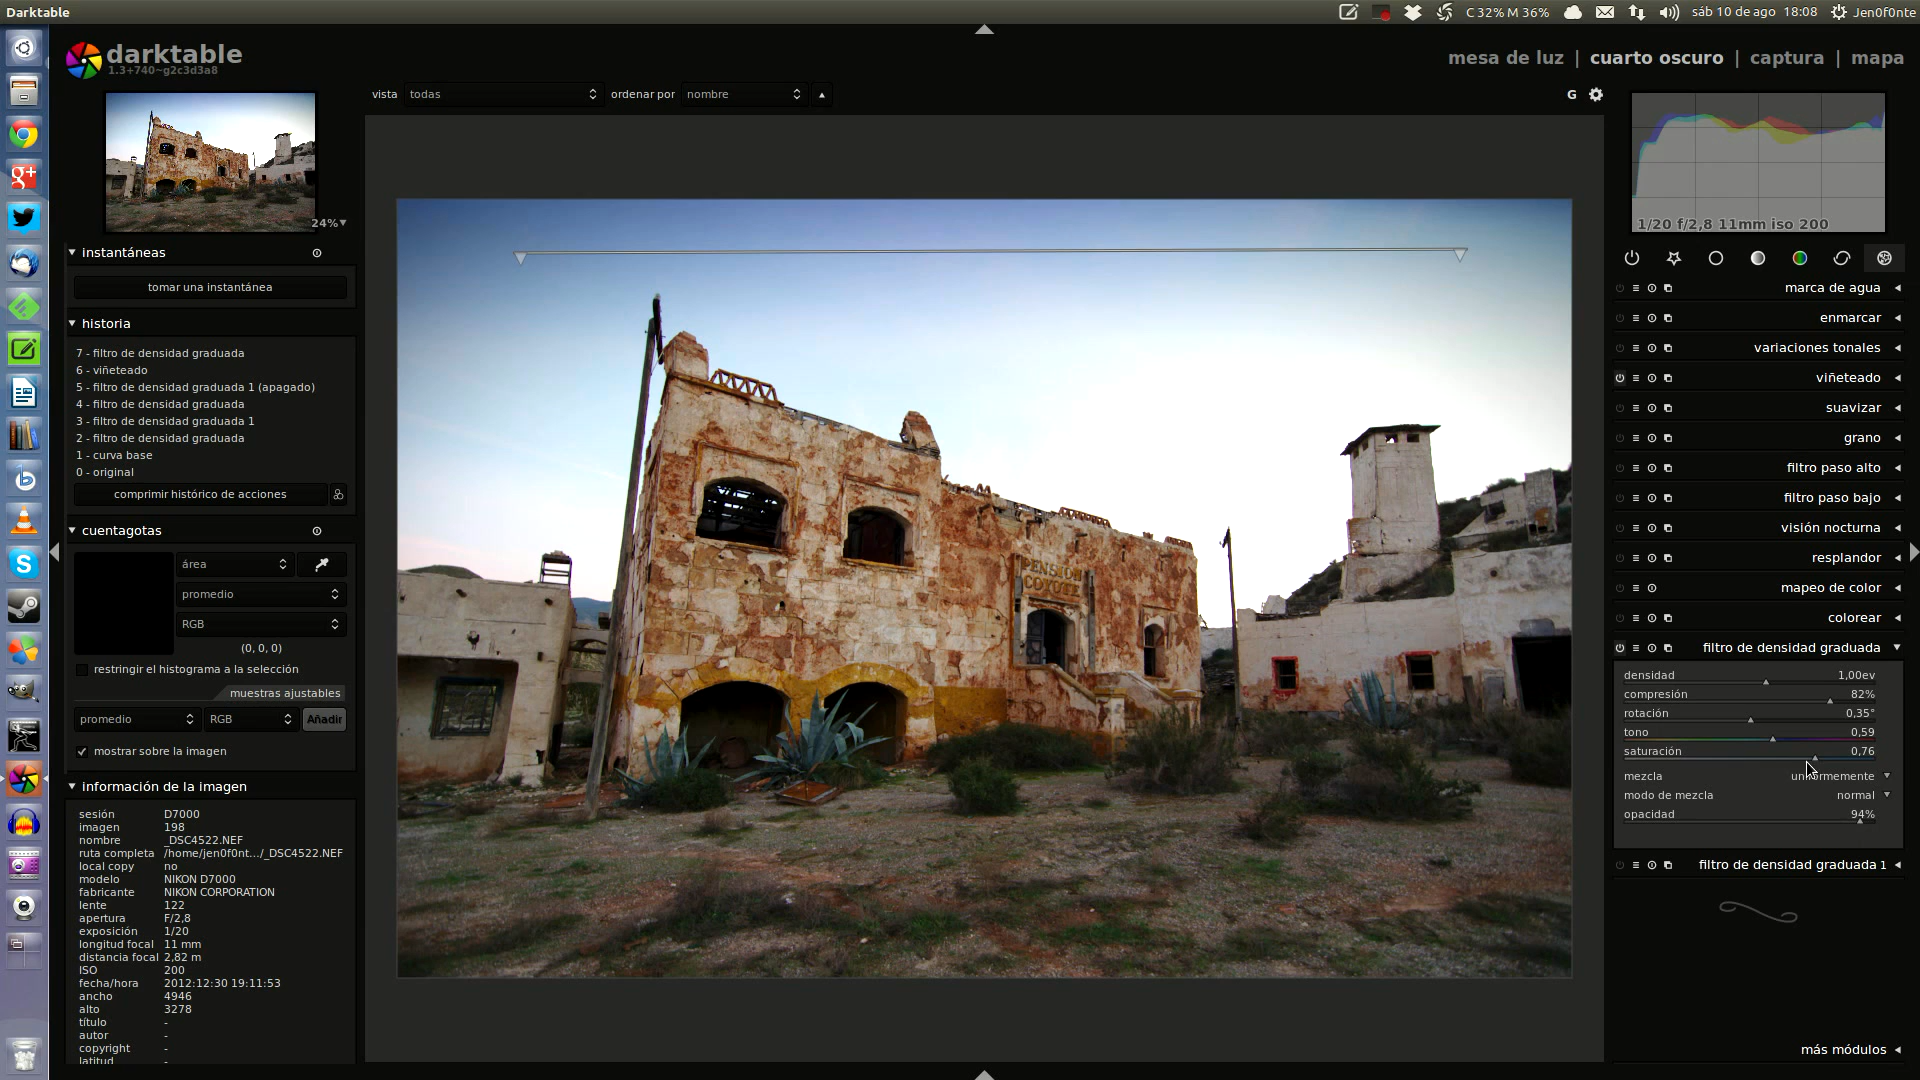 Darktable
C 32% M 36%
sáb 10 de ago 18:08
Jen0f0nte
darktable
1.3+740~g2c3d3a8
mesa de luz | cuarto oscuro | captura | mapa
vista todas ordenar por nombre
G
24%
1/20 f/2,8 11mm iso 200
instantáneas
tomar una instantánea
historia
7 - filtro de densidad graduada
6 - viñeteado
5 - filtro de densidad graduada 1 (apagado)
4 - filtro de densidad graduada
3 - filtro de densidad graduada 1
2 - filtro de densidad graduada
1 - curva base
0 - original
comprimir histórico de acciones
cuentagotas
área
promedio
RGB
(0, 0, 0)
restringir el histograma a la selección
muestras ajustables
promedio RGB Añadir
mostrar sobre la imagen
información de la imagen
sesión D7000
imagen 198
nombre _DSC4522.NEF
ruta completa /home/jen0f0nt.../_DSC4522.NEF
local copy no
modelo NIKON D7000
fabricante NIKON CORPORATION
lente 122
apertura F/2,8
exposición 1/20
longitud focal 11 mm
distancia focal 2,82 m
ISO 200
fecha/hora 2012:12:30 19:11:53
ancho 4946
alto 3278
título -
autor -
copyright -
latitud -
PENSION
COYOTE
marca de agua
enmarcar
variaciones tonales
viñeteado
suavizar
grano
filtro paso alto
filtro paso bajo
visión nocturna
resplandor
mapeo de color
colorear
filtro de densidad graduada
densidad 1,00ev
compresión 82%
rotación 0,35°
tono 0,59
saturación 0,76
mezcla uniformemente
modo de mezcla normal
opacidad 94%
filtro de densidad graduada 1
más módulos